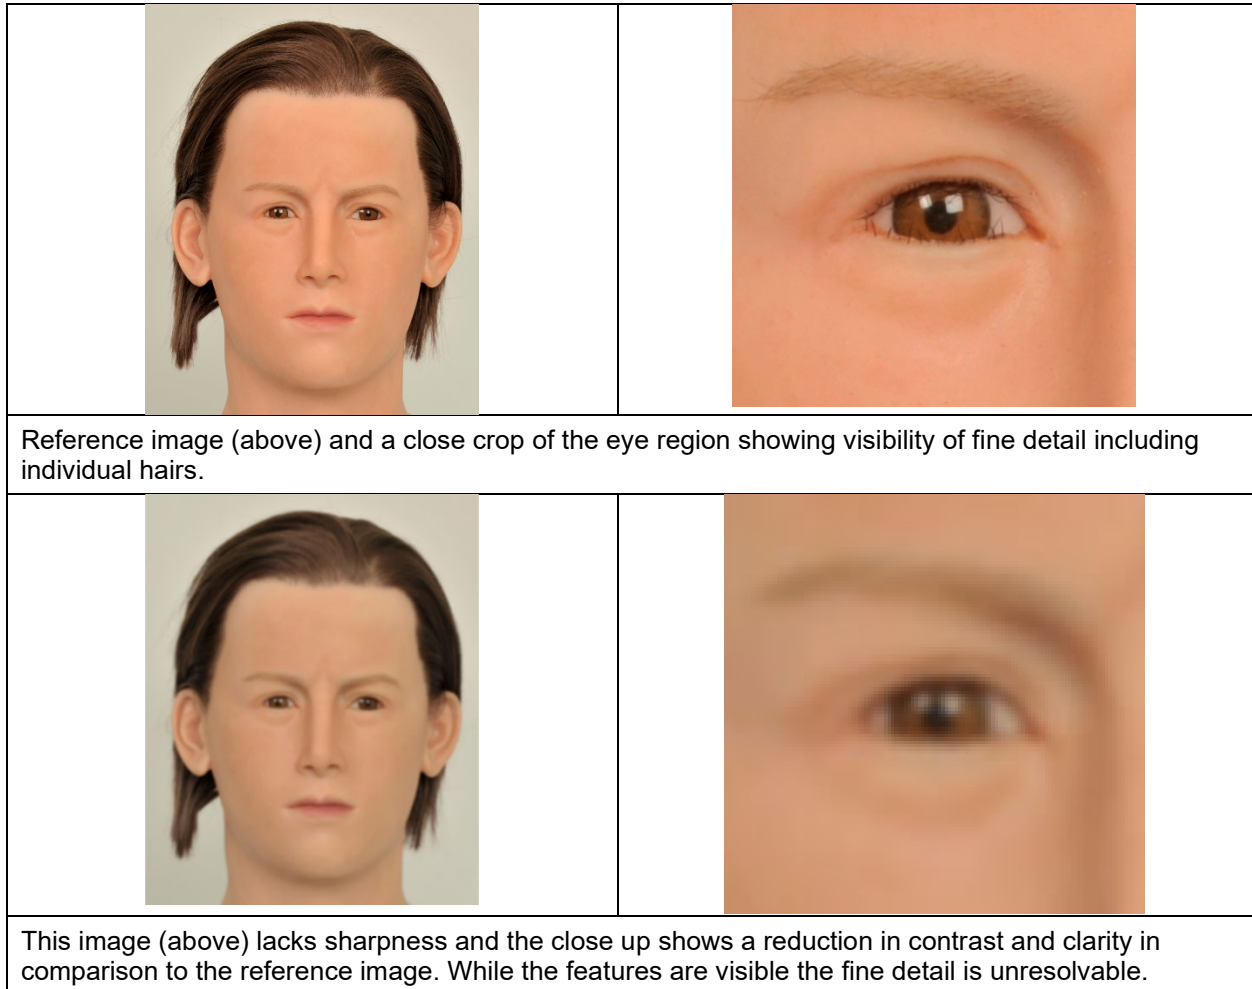 Reference image (above) and a close crop of the eye region showing visibility of fine detail including
individual hairs.
This image (above) lacks sharpness and the close up shows a reduction in contrast and clarity in
comparison to the reference image. While the features are visible the fine detail is unresolvable.